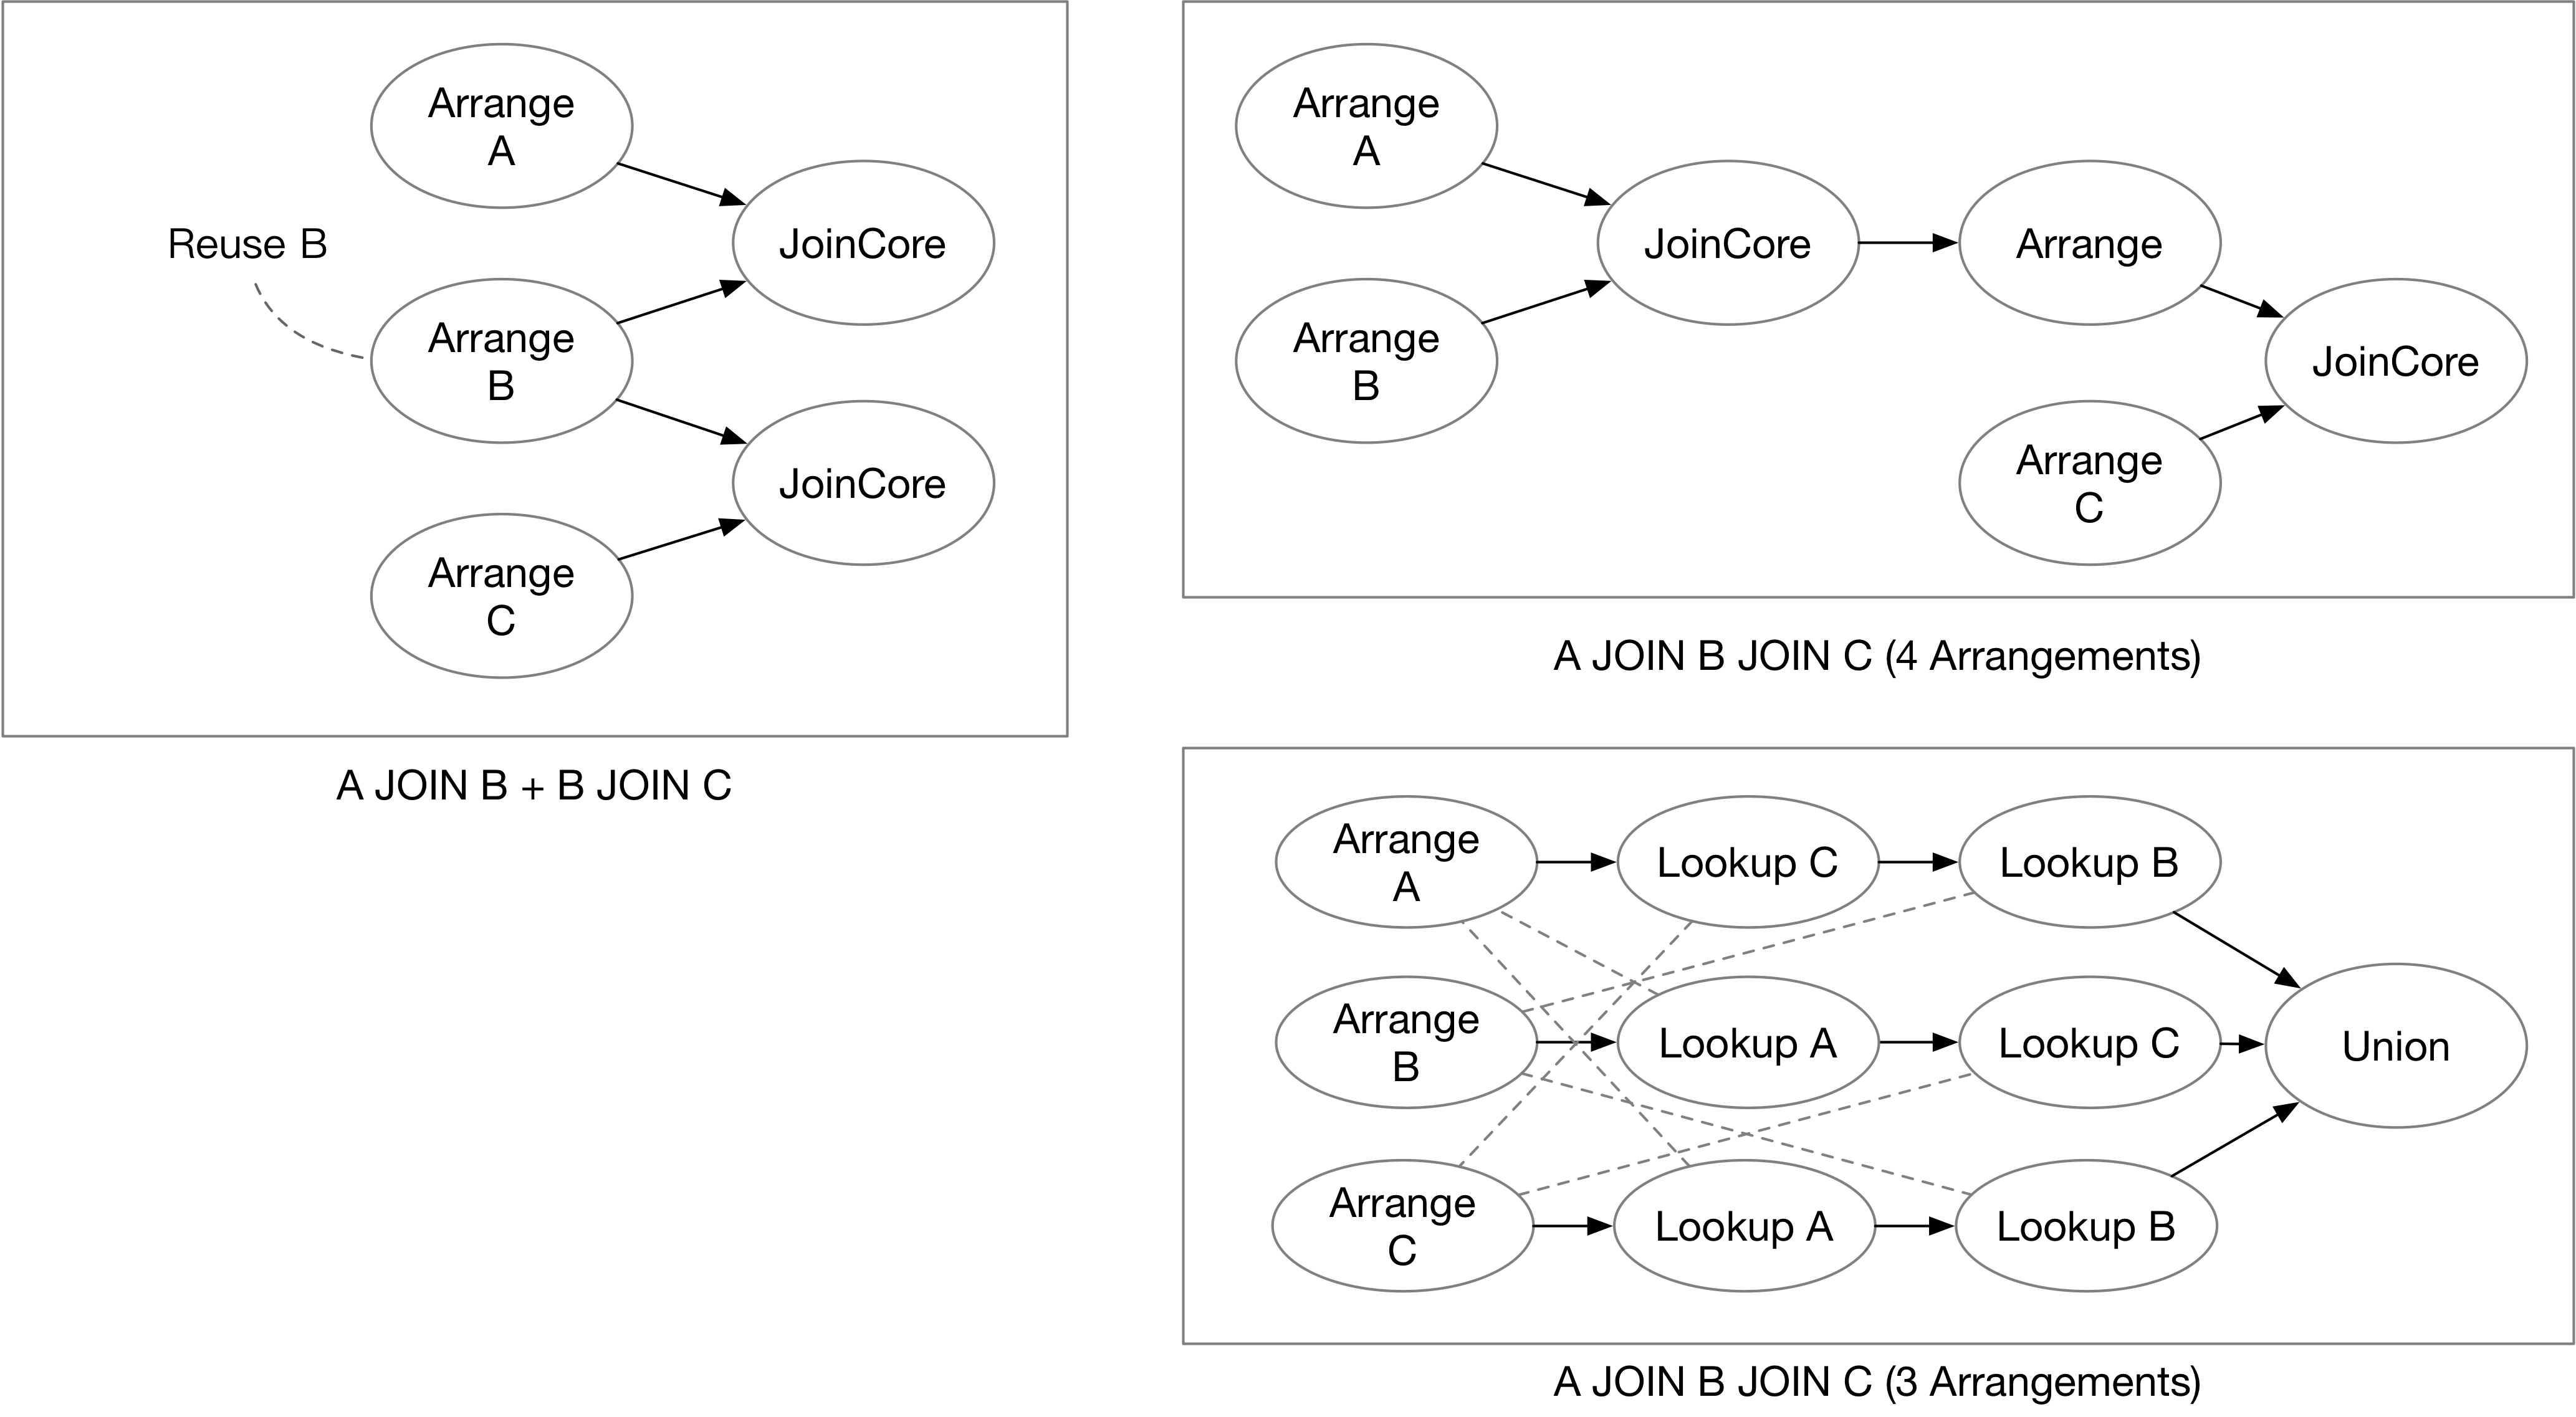 Arrange
A
JoinCore
Reuse B
Arrange
B
JoinCore
Arrange
C
A JOIN B + B JOIN C
Arrange
A
JoinCore
Arrange
Arrange
B
JoinCore
Arrange
C
A JOIN B JOIN C (4 Arrangements)
Arrange
A
Lookup C
Lookup B
Arrange
B
Lookup A
Lookup C
Union
Arrange
C
Lookup A
Lookup B
A JOIN B JOIN C (3 Arrangements)